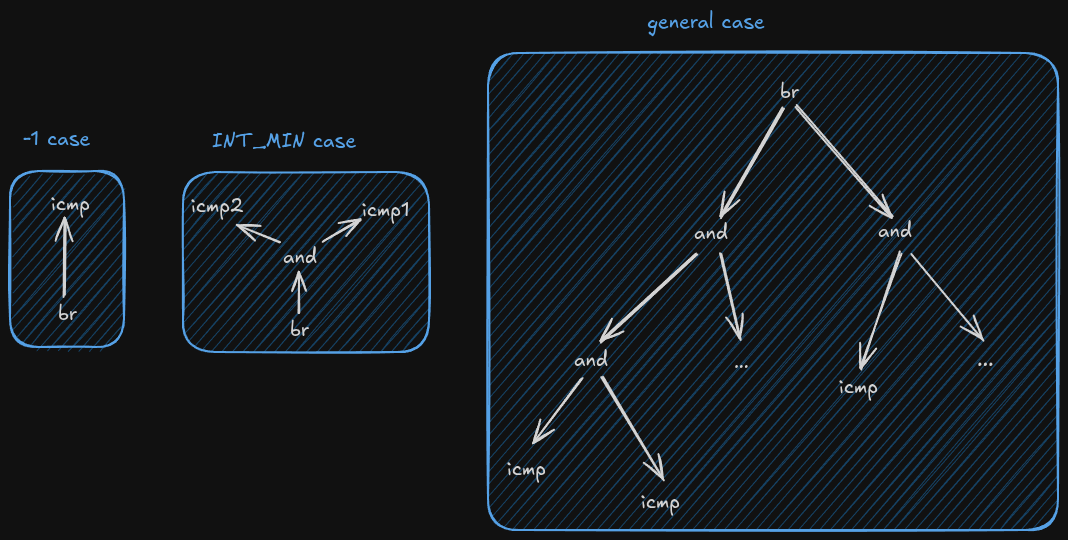 -1 case
icmp
br
INT_MIN case
icmp2
icmp1
and
br
general case
br
and
and
and
...
icmp
...
icmp
icmp